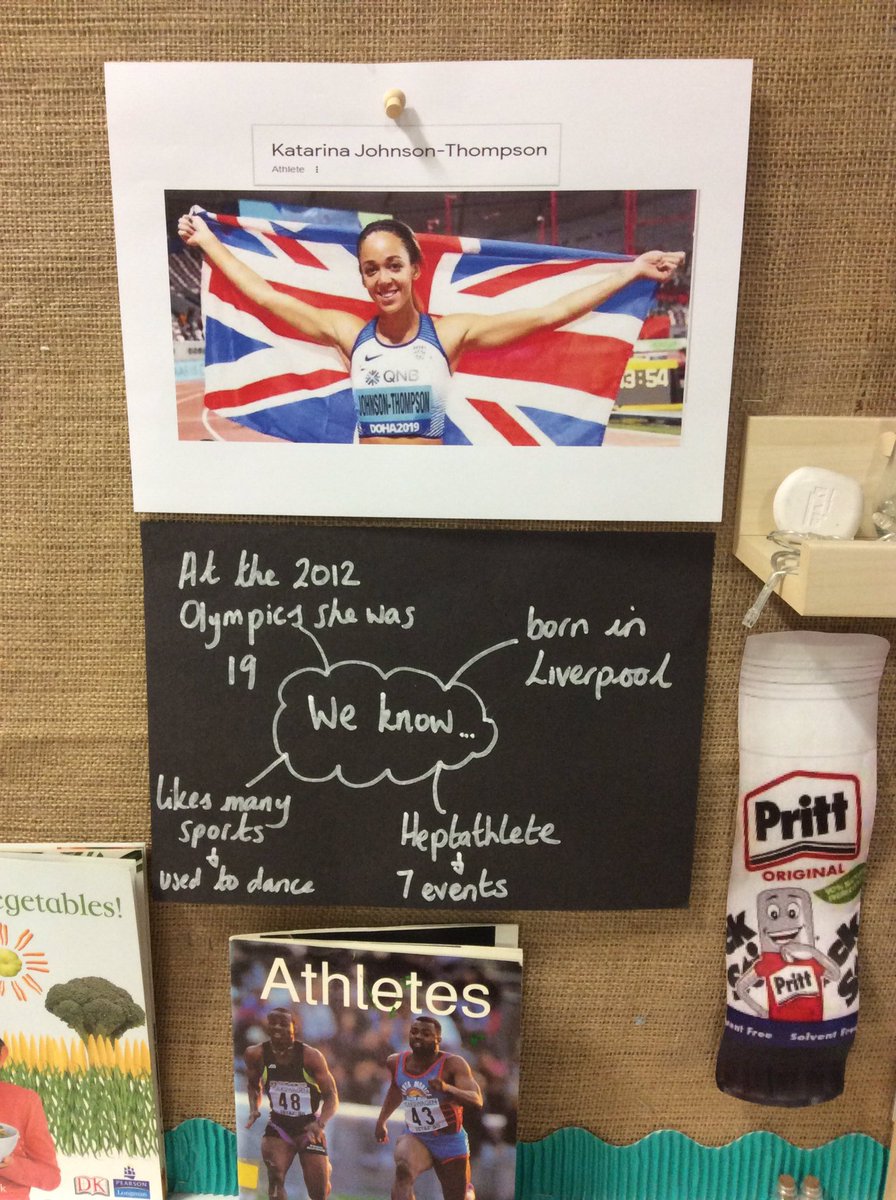 Katarina Johnson-Thompson
Athlete
QNB
JOHNSON-THOMPSON
DOHA2019
At the 2012
Olympics she was
19
born in
Liverpool
We know...
likes many
sports
used to dance
Heptathlete
7 events
Pritt
ORIGINAL
Pritt
Solvent Free
egetables!
DK
PEARSON
Longman
Athletes
48
43